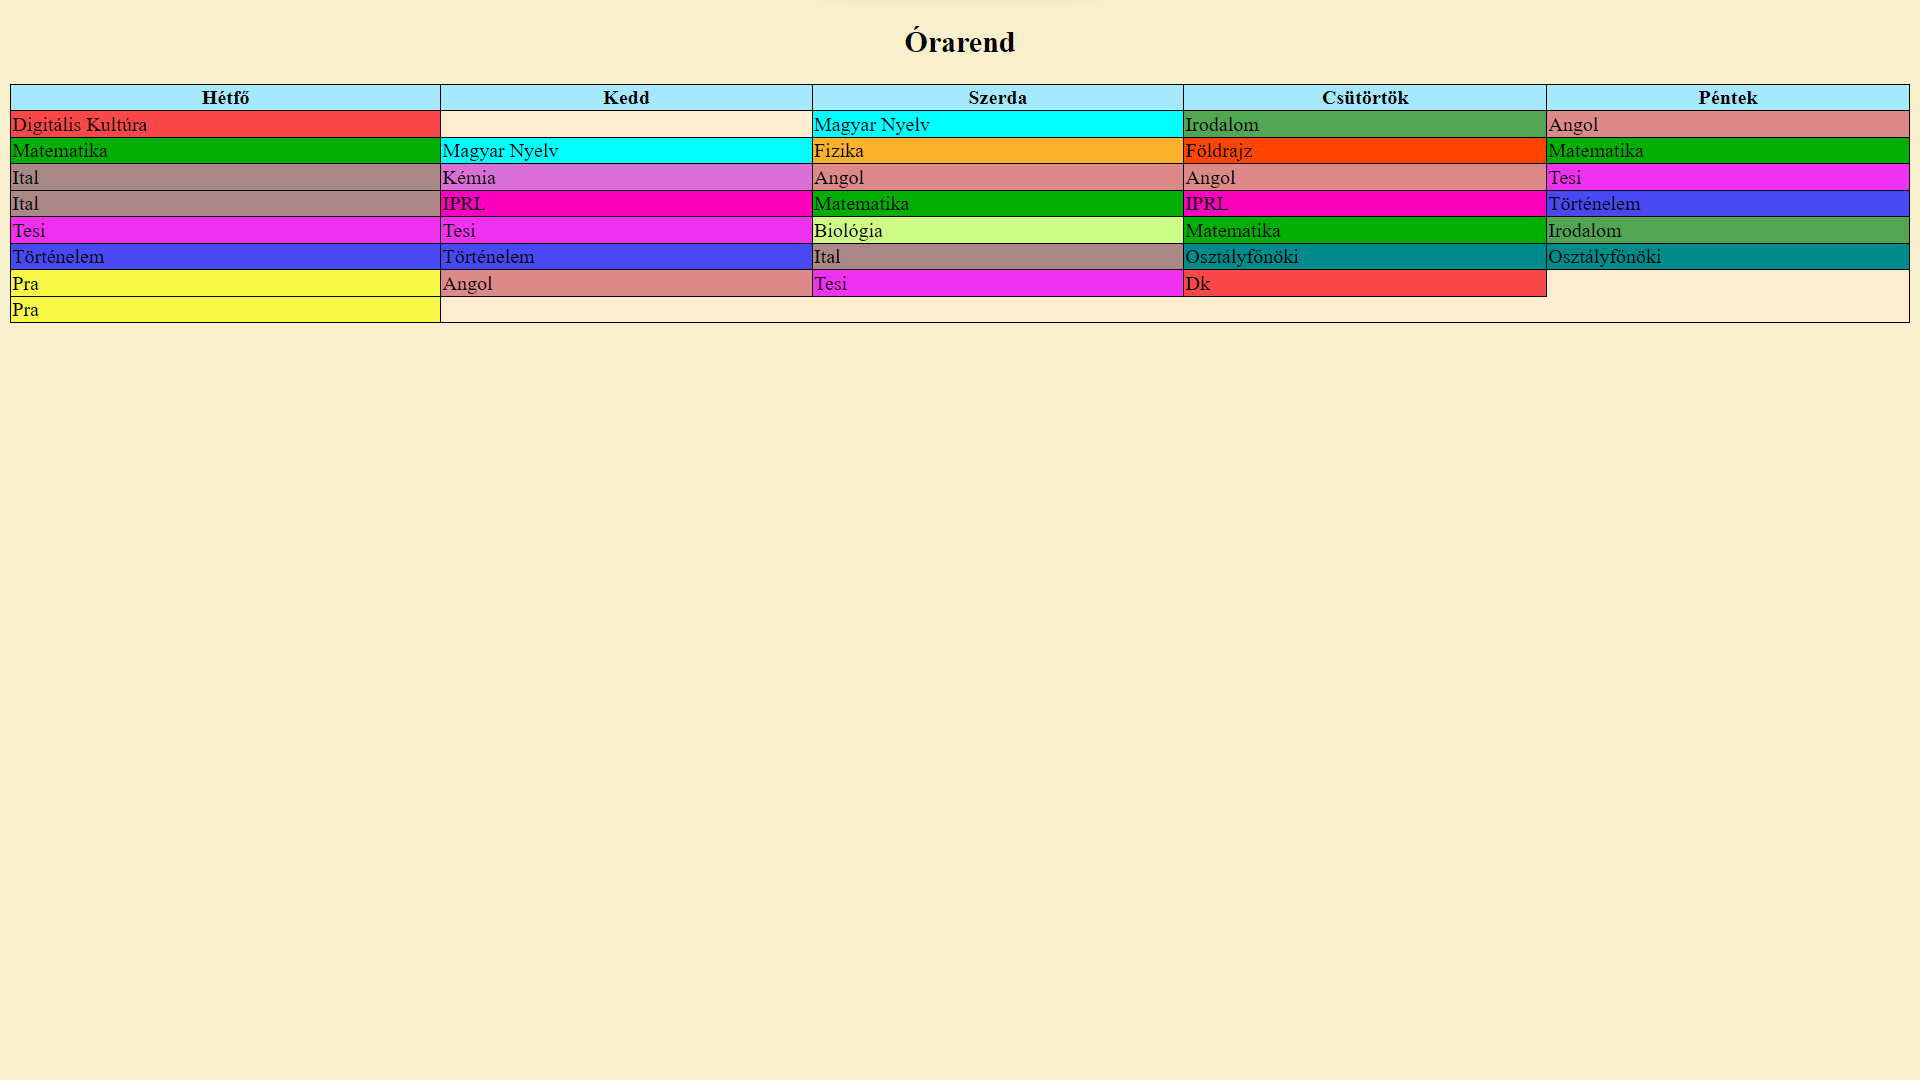 Órarend
Hétfő Kedd Szerda Csütörtök Péntek
Digitális Kultúra Magyar Nyelv Irodalom Angol
Matematika Magyar Nyelv Fizika Földrajz Matematika
Ital Kémia Angol Angol Tesi
Ital IPRL Matematika IPRL Történelem
Tesi Tesi Biológia Matematika Irodalom
Történelem Történelem Ital Osztályfőnöki Osztályfőnöki
Pra Angol Tesi Dk
Pra